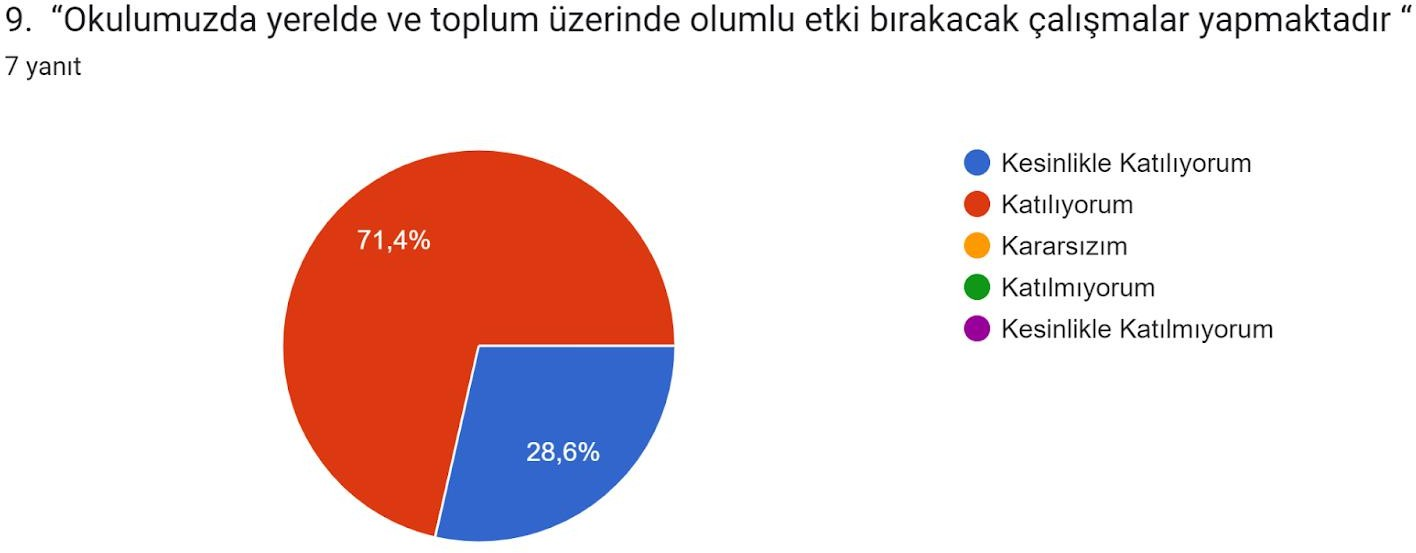 9. “Okulumuzda yerelde ve toplum üzerinde olumlu etki bırakacak çalışmalar yapmaktadır “
7 yanıt
71,4%
28,6%
Kesinlikle Katılıyorum
Katılıyorum
Kararsızım
Katılmıyorum
Kesinlikle Katılmıyorum